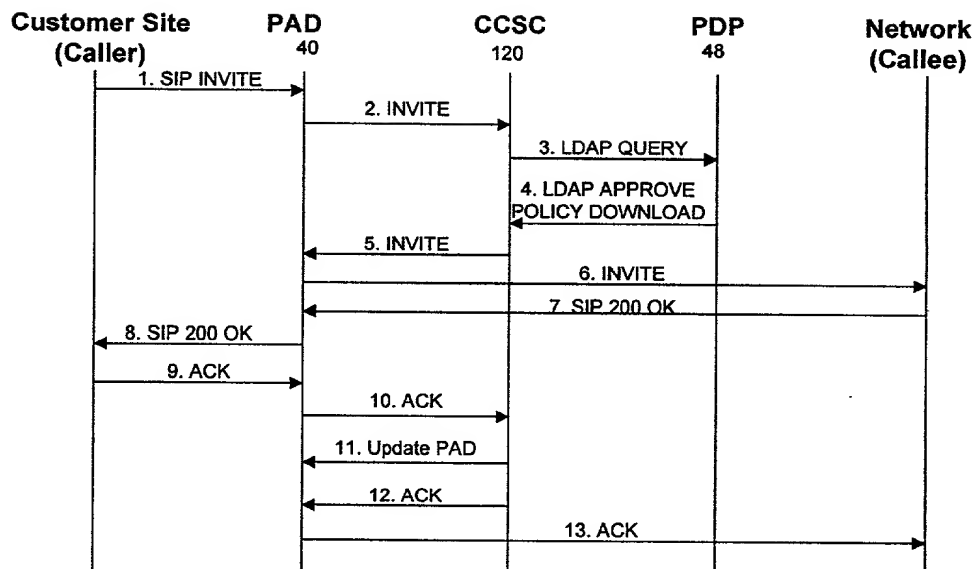 Customer Site
(Caller)
PAD
40
CCSC
120
PDP
48
Network
(Callee)
1. SIP INVITE
2. INVITE
3. LDAP QUERY
4. LDAP APPROVE
POLICY DOWNLOAD
5. INVITE
6. INVITE
7. SIP 200 OK
8. SIP 200 OK
9. ACK
10. ACK
11. Update PAD
12. ACK
13. ACK